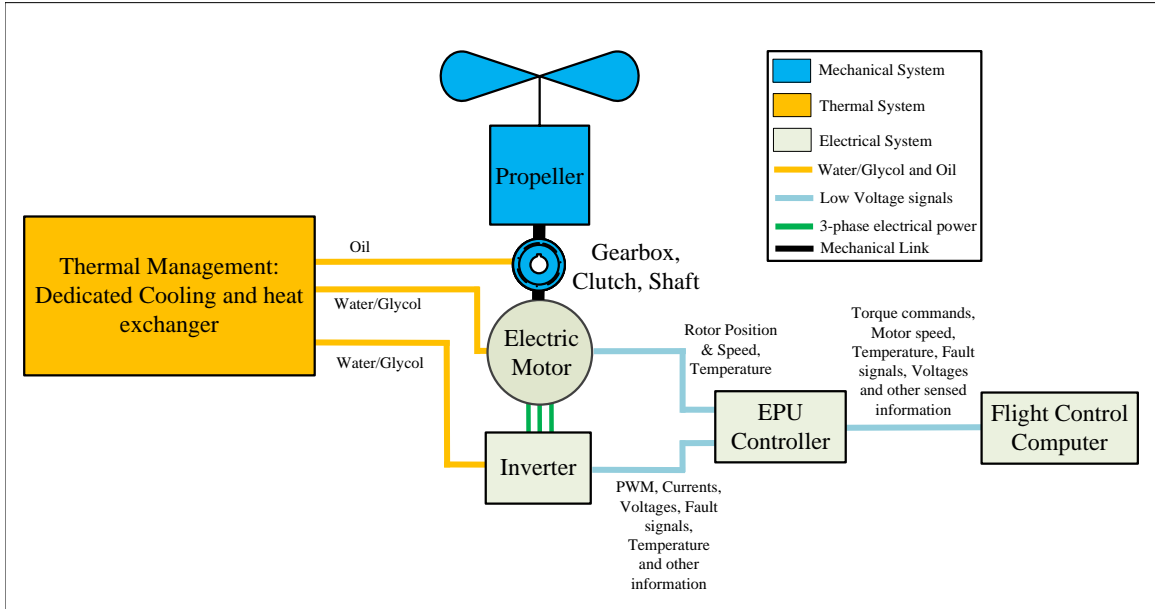 Mechanical System
Thermal System
Electrical System
Water/Glycol and Oil
Low Voltage signals
3-phase electrical power
Mechanical Link
Propeller
Gearbox,
Clutch, Shaft
Oil
Thermal Management:
Dedicated Cooling and heat
exchanger
Water/Glycol
Water/Glycol
Electric
Motor
Rotor Position
& Speed,
Temperature
Torque commands,
Motor speed,
Temperature, Fault
signals, Voltages
and other sensed
information
EPU
Controller
Flight Control
Computer
Inverter
PWM, Currents,
Voltages, Fault
signals,
Temperature
and other
information